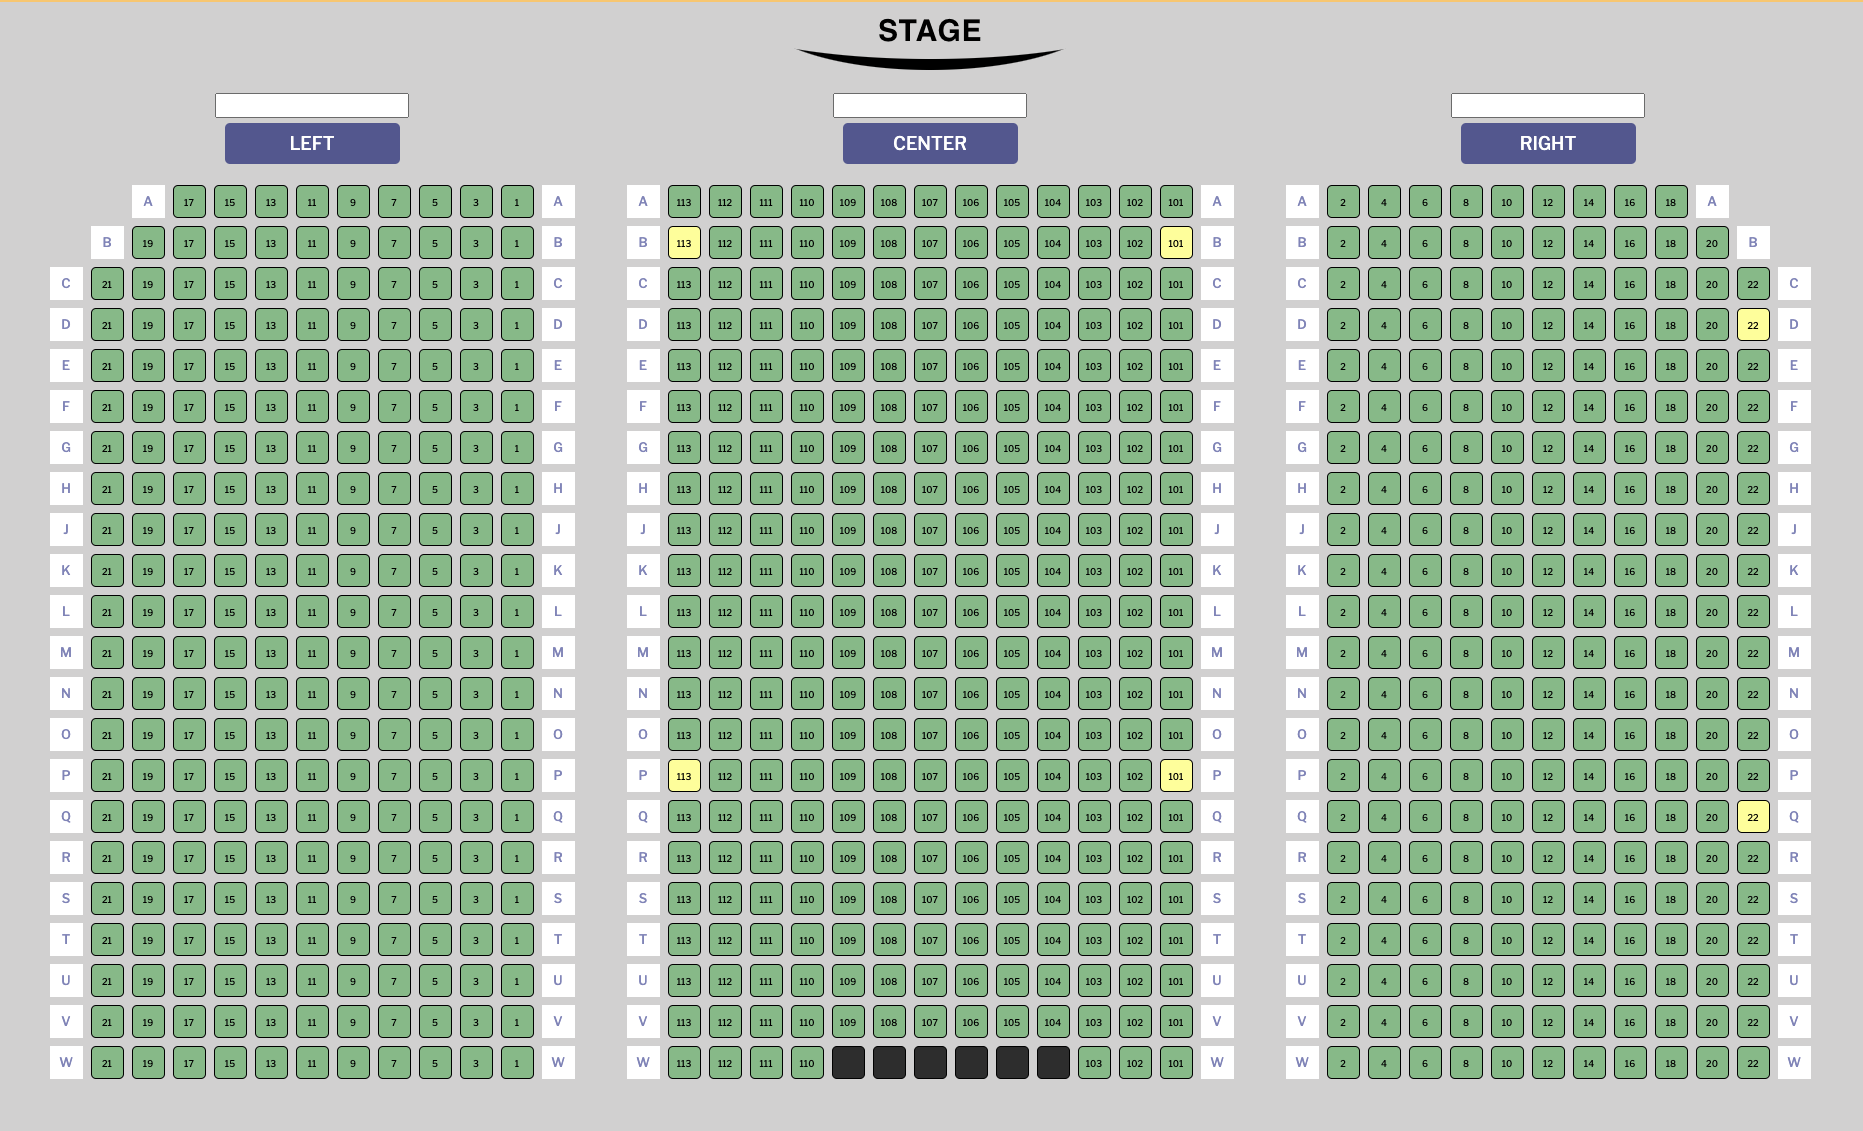 STAGE
LEFT CENTER RIGHT
A 17 15 13 11 9 7 5 3 1 A A 113 112 111 110 109 108 107 106 105 104 103 102 101 A A 2 4 6 8 10 12 14 16 18 A
B 19 17 15 13 11 9 7 5 3 1 B B 113 112 111 110 109 108 107 106 105 104 103 102 101 B B 2 4 6 8 10 12 14 16 18 20 B
C 21 19 17 15 13 11 9 7 5 3 1 C C 113 112 111 110 109 108 107 106 105 104 103 102 101 C C 2 4 6 8 10 12 14 16 18 20 22 C
D 21 19 17 15 13 11 9 7 5 3 1 D D 113 112 111 110 109 108 107 106 105 104 103 102 101 D D 2 4 6 8 10 12 14 16 18 20 22 D
E 21 19 17 15 13 11 9 7 5 3 1 E E 113 112 111 110 109 108 107 106 105 104 103 102 101 E E 2 4 6 8 10 12 14 16 18 20 22 E
F 21 19 17 15 13 11 9 7 5 3 1 F F 113 112 111 110 109 108 107 106 105 104 103 102 101 F F 2 4 6 8 10 12 14 16 18 20 22 F
G 21 19 17 15 13 11 9 7 5 3 1 G G 113 112 111 110 109 108 107 106 105 104 103 102 101 G G 2 4 6 8 10 12 14 16 18 20 22 G
H 21 19 17 15 13 11 9 7 5 3 1 H H 113 112 111 110 109 108 107 106 105 104 103 102 101 H H 2 4 6 8 10 12 14 16 18 20 22 H
J 21 19 17 15 13 11 9 7 5 3 1 J J 113 112 111 110 109 108 107 106 105 104 103 102 101 J J 2 4 6 8 10 12 14 16 18 20 22 J
K 21 19 17 15 13 11 9 7 5 3 1 K K 113 112 111 110 109 108 107 106 105 104 103 102 101 K K 2 4 6 8 10 12 14 16 18 20 22 K
L 21 19 17 15 13 11 9 7 5 3 1 L L 113 112 111 110 109 108 107 106 105 104 103 102 101 L L 2 4 6 8 10 12 14 16 18 20 22 L
M 21 19 17 15 13 11 9 7 5 3 1 M M 113 112 111 110 109 108 107 106 105 104 103 102 101 M M 2 4 6 8 10 12 14 16 18 20 22 M
N 21 19 17 15 13 11 9 7 5 3 1 N N 113 112 111 110 109 108 107 106 105 104 103 102 101 N N 2 4 6 8 10 12 14 16 18 20 22 N
O 21 19 17 15 13 11 9 7 5 3 1 O O 113 112 111 110 109 108 107 106 105 104 103 102 101 O O 2 4 6 8 10 12 14 16 18 20 22 O
P 21 19 17 15 13 11 9 7 5 3 1 P P 113 112 111 110 109 108 107 106 105 104 103 102 101 P P 2 4 6 8 10 12 14 16 18 20 22 P
Q 21 19 17 15 13 11 9 7 5 3 1 Q Q 113 112 111 110 109 108 107 106 105 104 103 102 101 Q Q 2 4 6 8 10 12 14 16 18 20 22 Q
R 21 19 17 15 13 11 9 7 5 3 1 R R 113 112 111 110 109 108 107 106 105 104 103 102 101 R R 2 4 6 8 10 12 14 16 18 20 22 R
S 21 19 17 15 13 11 9 7 5 3 1 S S 113 112 111 110 109 108 107 106 105 104 103 102 101 S S 2 4 6 8 10 12 14 16 18 20 22 S
T 21 19 17 15 13 11 9 7 5 3 1 T T 113 112 111 110 109 108 107 106 105 104 103 102 101 T T 2 4 6 8 10 12 14 16 18 20 22 T
U 21 19 17 15 13 11 9 7 5 3 1 U U 113 112 111 110 109 108 107 106 105 104 103 102 101 U U 2 4 6 8 10 12 14 16 18 20 22 U
V 21 19 17 15 13 11 9 7 5 3 1 V V 113 112 111 110 109 108 107 106 105 104 103 102 101 V V 2 4 6 8 10 12 14 16 18 20 22 V
W 21 19 17 15 13 11 9 7 5 3 1 W W 113 112 111 110 103 102 101 W W 2 4 6 8 10 12 14 16 18 20 22 W